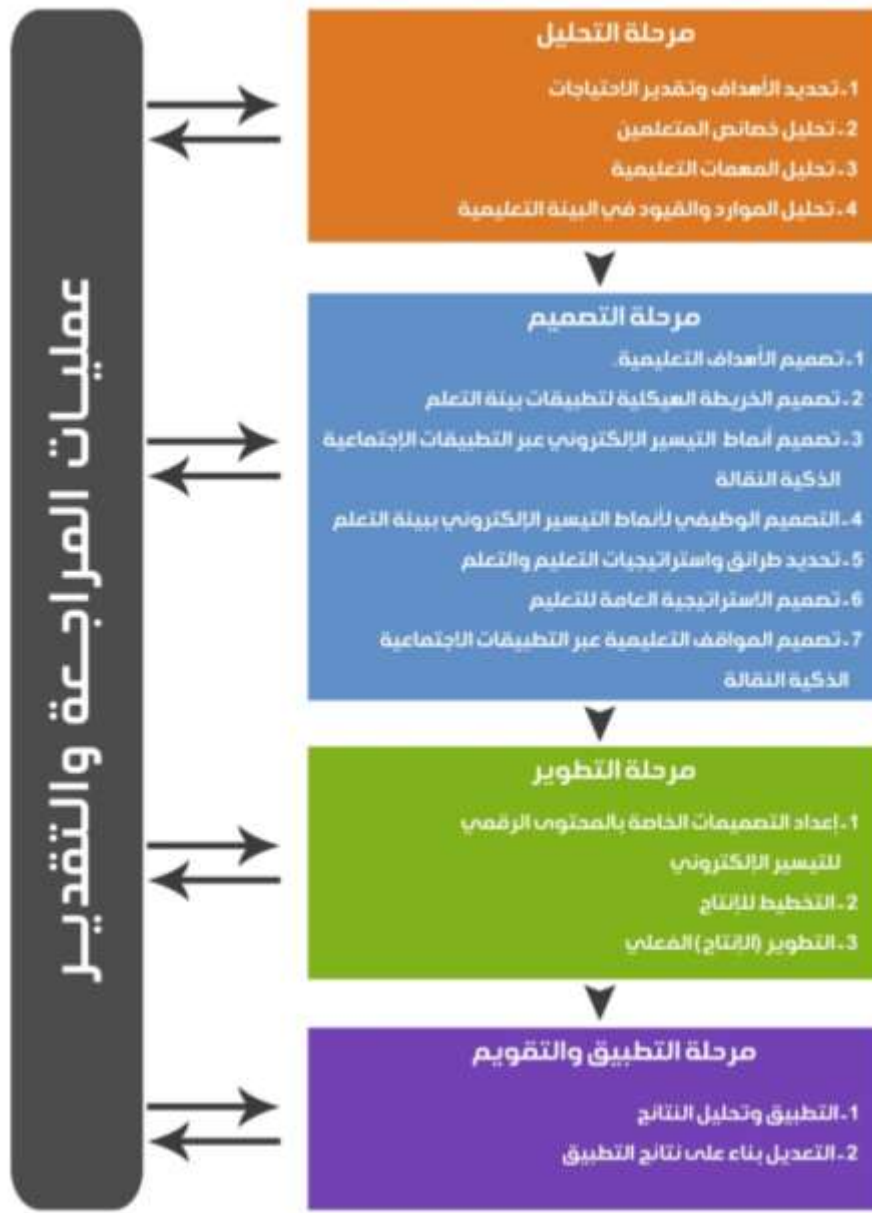 مرحلة التحليل
1- تحديد الأهداف وتقدير الاحتياجات
2- تحليل خصائص المتعلمين
3- تحليل المهمات التعليمية
4- تحليل الموارد والقيود في البيئة التعليمية
مرحلة التصميم
1- تصميم الأهداف التعليمية.
2- تصميم الخريطة الهيكلية لتطبيقات بيئة التعلم
3- تصميم أنماط التيسير الإلكتروني عبر التطبيقات الإجتماعية
الذكية النقالة
4- التصميم الوظيفي لأنماط التيسير الإلكتروني ببيئة التعلم
5- تحديد طرائق واستراتيجيات التعليم والتعلم
6- تصميم الاستراتيجية العامة للتعليم
7- تصميم المواقف التعليمية عبر التطبيقات الاجتماعية
الذكية النقالة
مرحلة التطوير
1- إعداد التصميمات الخاصة بالمحتوى الرقمي
للتيسير الإلكتروني
2- التخطيط للإنتاج
3- التطوير (الإنتاج) الفعلي
مرحلة التطبيق والتقويم
1- التطبيق وتحليل النتائج
2- التعديل بناء على نتائج التطبيق
عمليات المراجعة والتقدير